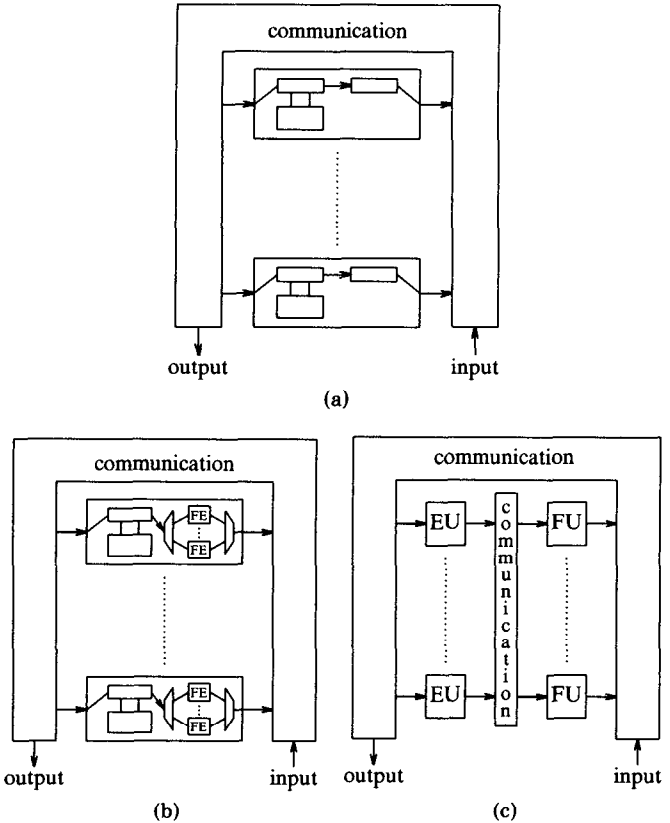 communication
output
input
(a)
communication
FE
FE
FE
FE
output
input
(b)
communication
EU
communication
FU
EU
FU
output
input
(c)